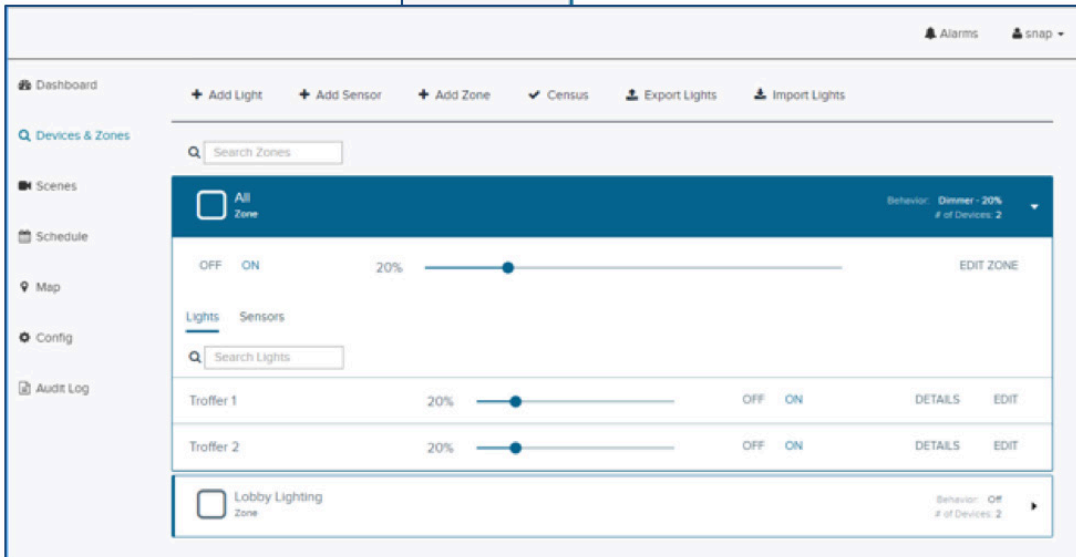 Alarms snap
Dashboard
Add Light Add Sensor Add Zone Census Export Lights Import Lights
Devices & Zones
Search Zones
Scenes
All
Zone
Behavior: Dimmer - 20%
# of Devices: 2
Schedule
OFF ON 20% EDIT ZONE
Map
Lights Sensors
Config
Search Lights
Audit Log
Troffer 1 20% OFF ON DETAILS EDIT
Troffer 2 20% OFF ON DETAILS EDIT
Lobby Lighting
Zone
Behavior: Off
# of Devices: 2